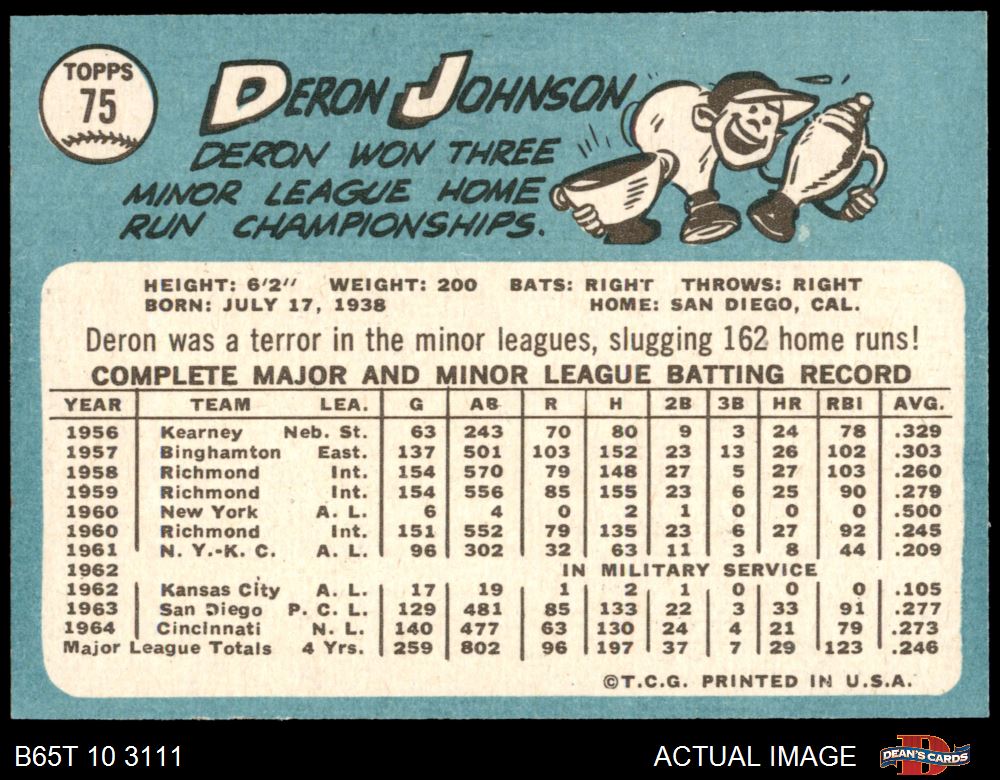 TOPPS
75
DERON JOHNSON
DERON WON THREE
MINOR LEAGUE HOME
RUN CHAMPIONSHIPS.
HEIGHT: 6'2" WEIGHT: 200 BATS: RIGHT THROWS: RIGHT
BORN: JULY 17, 1938 HOME: SAN DIEGO, CAL.
Deron was a terror in the minor leagues, slugging 162 home runs!
COMPLETE MAJOR AND MINOR LEAGUE BATTING RECORD
YEAR TEAM LEA. G AB R H 2B 3B HR RBI AVG.
1956 Kearney Neb. St. 63 243 70 80 9 3 24 78 .329
1957 Binghamton East. 137 501 103 152 23 13 26 102 .303
1958 Richmond Int. 154 570 79 148 27 5 27 103 .260
1959 Richmond Int. 154 556 85 155 23 6 25 90 .279
1960 New York A. L. 6 4 0 2 1 0 0 0 .500
1960 Richmond Int. 151 552 79 135 23 6 27 92 .245
1961 N. Y.-K. C. A. L. 96 302 32 63 11 3 8 44 .209
1962 IN MILITARY SERVICE
1962 Kansas City A. L. 17 19 1 2 1 0 0 0 .105
1963 San Diego P. C. L. 129 481 85 133 22 3 33 91 .277
1964 Cincinnati N. L. 140 477 63 130 24 4 21 79 .273
Major League Totals 4 Yrs. 259 802 96 197 37 7 29 123 .246
©T.C.G. PRINTED IN U.S.A.
B65T 10 3111 ACTUAL IMAGE DEAN'S CARDS